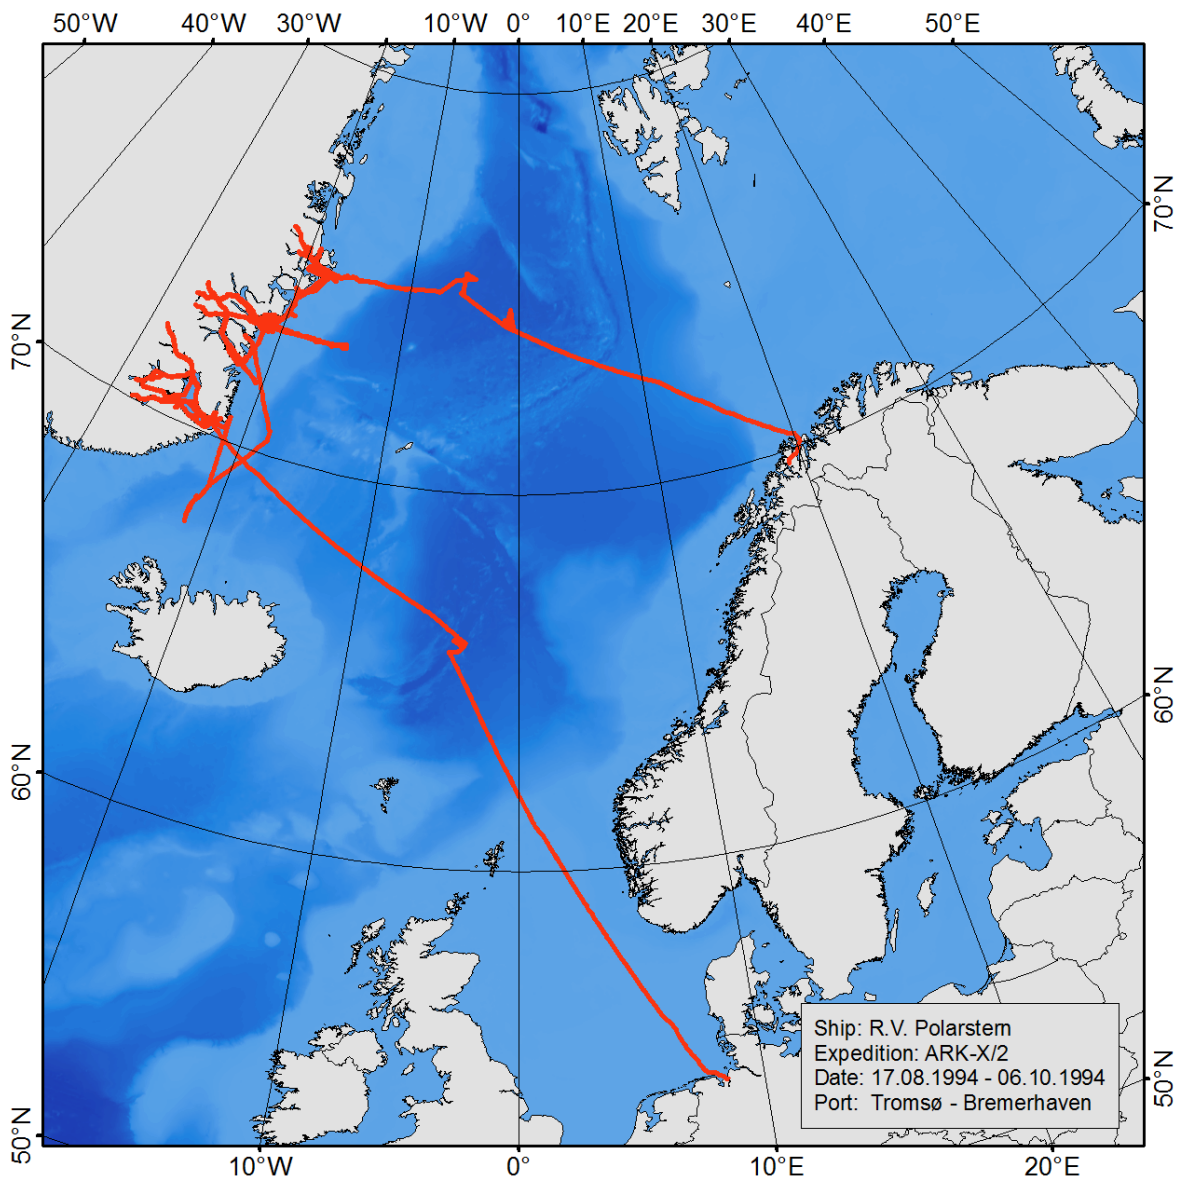 50°W 40°W 30°W 10°W 0° 10°E 20°E 30°E 40°E 50°E
70°N
70°N
60°N
60°N
50°N
50°N
Ship: R.V. Polarstern
Expedition: ARK-X/2
Date: 17.08.1994 - 06.10.1994
Port: Tromsø - Bremerhaven
10°W 0° 10°E 20°E